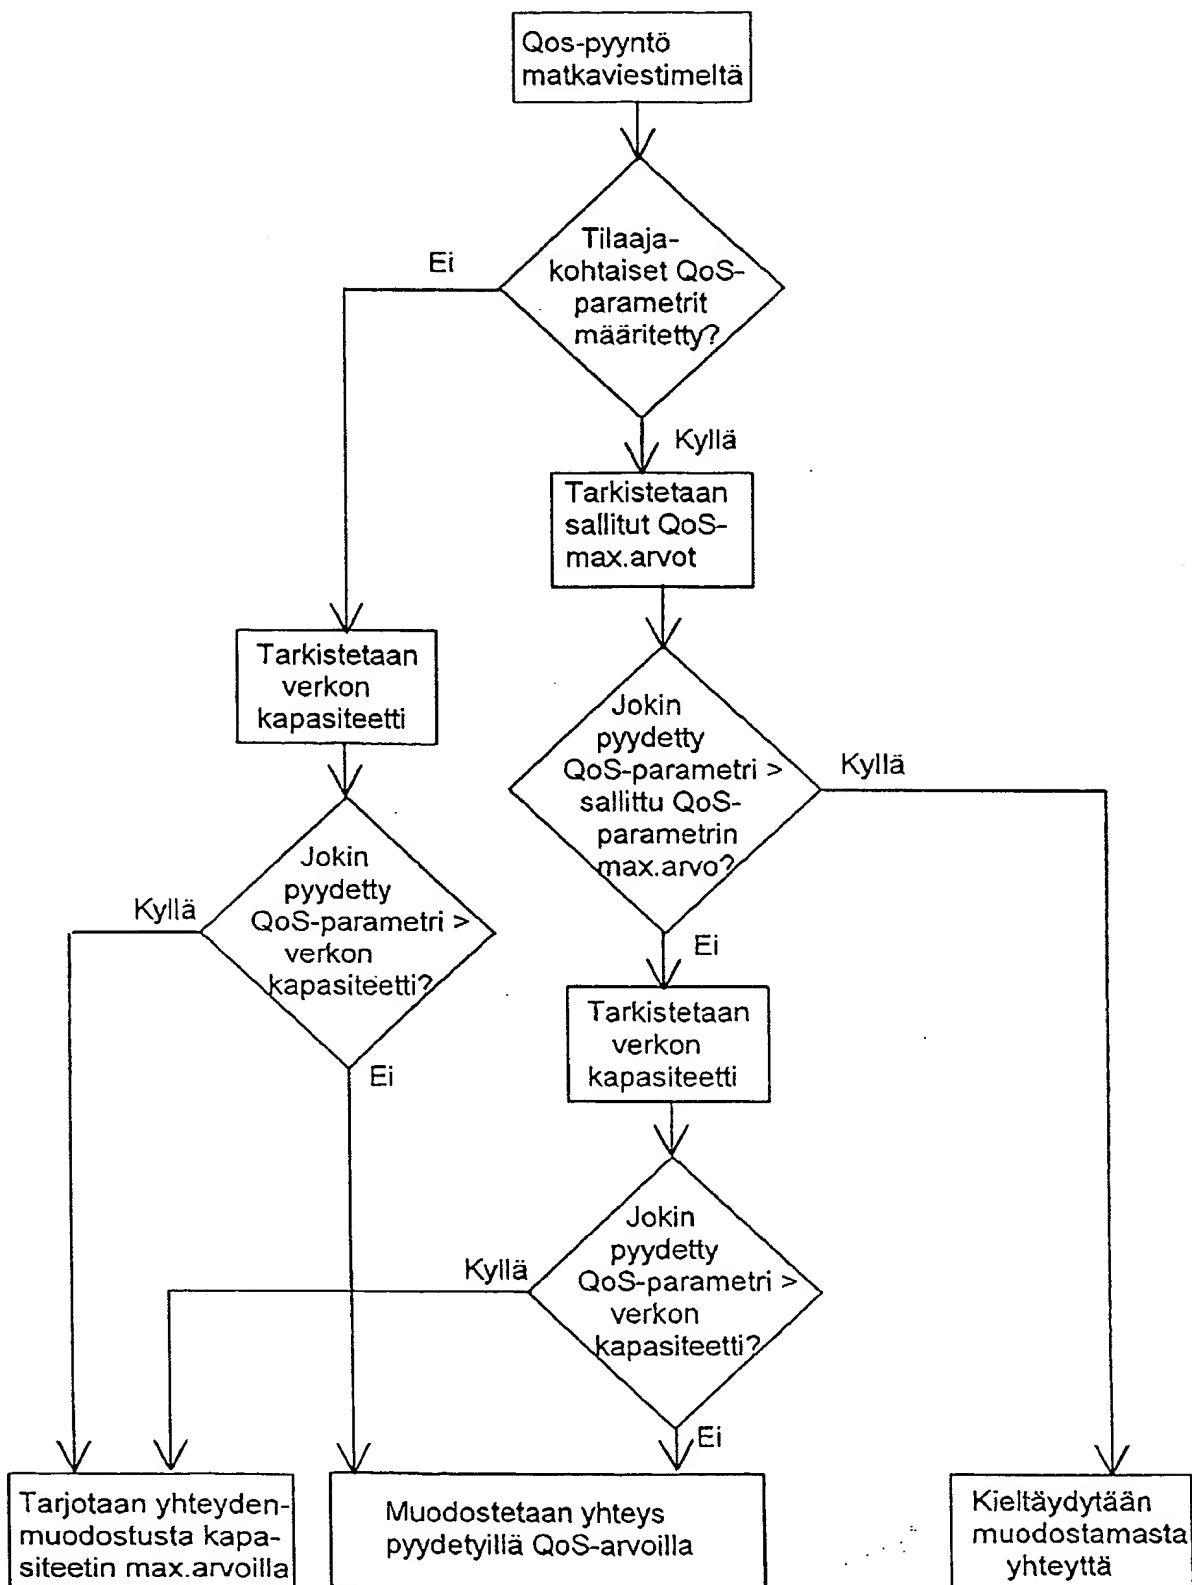 Qos-pyyntö
matkaviestimeltä
Tilaaja-
kohtaiset QoS-
parametrit
määritetty?
Ei
Kyllä
Tarkistetaan
sallitut QoS-
max.arvot
Tarkistetaan
verkon
kapasiteetti
Jokin
pyydetty
QoS-parametri >
sallittu QoS-
parametrin
max.arvo?
Kyllä
Jokin
pyydetty
QoS-parametri >
verkon
kapasiteetti?
Kyllä
Ei
Ei
Tarkistetaan
verkon
kapasiteetti
Jokin
pyydetty
QoS-parametri >
verkon
kapasiteetti?
Kyllä
Ei
Tarjotaan yhteyden-
muodostusta kapa-
siteetin max.arvoilla
Muodostetaan yhteys
pyydetyillä QoS-arvoilla
Kieltäydytään
muodostamasta
yhteyttä